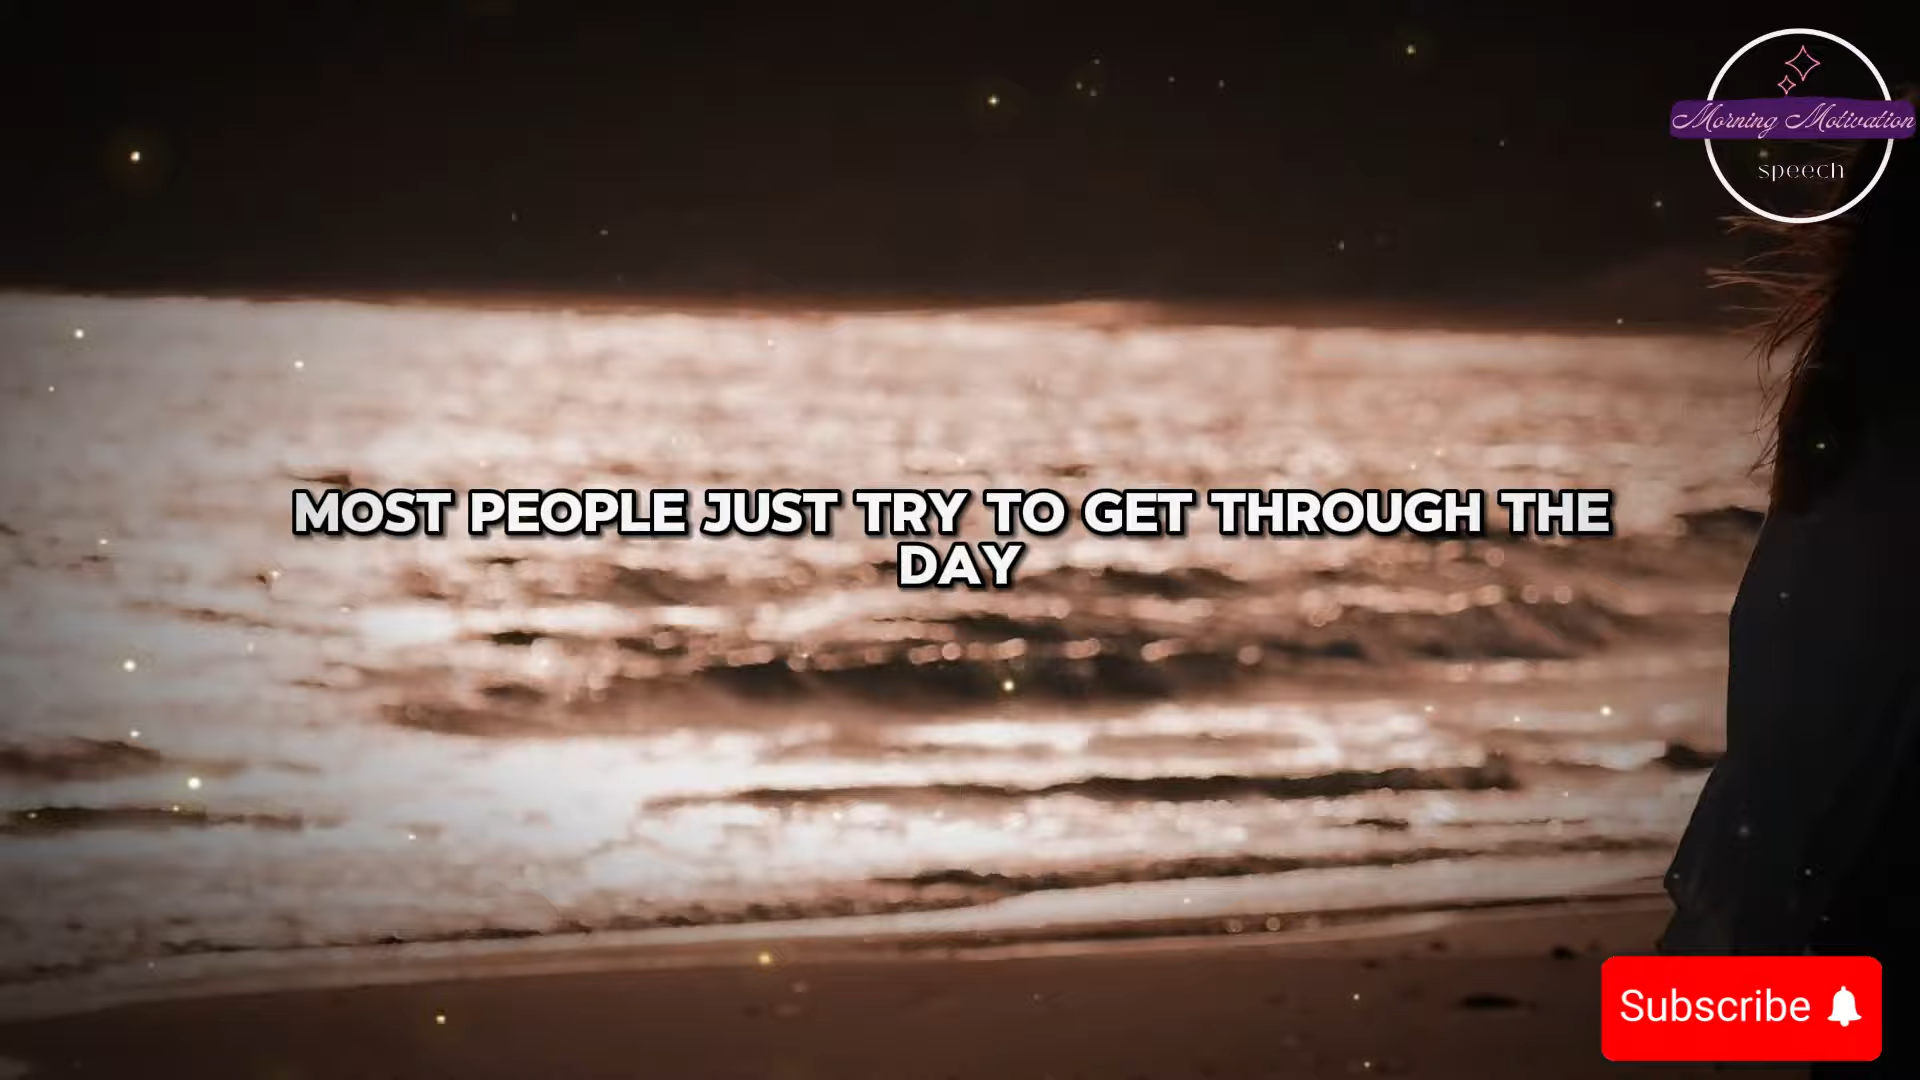 Morning Motivation
speech
MOST PEOPLE JUST TRY TO GET THROUGH THE
DAY
Subscribe